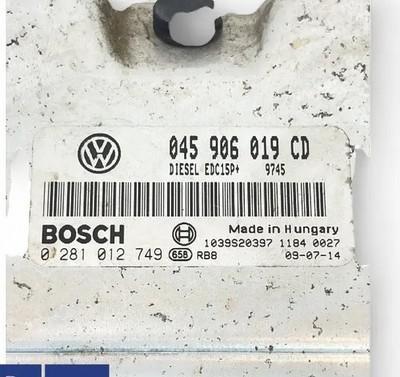 045 906 019 CD
DIESEL EDC15P+ 9745
BOSCH Made in Hungary
1039S20397 1184 0027
0 281 012 749 658 RB8 09-07-14